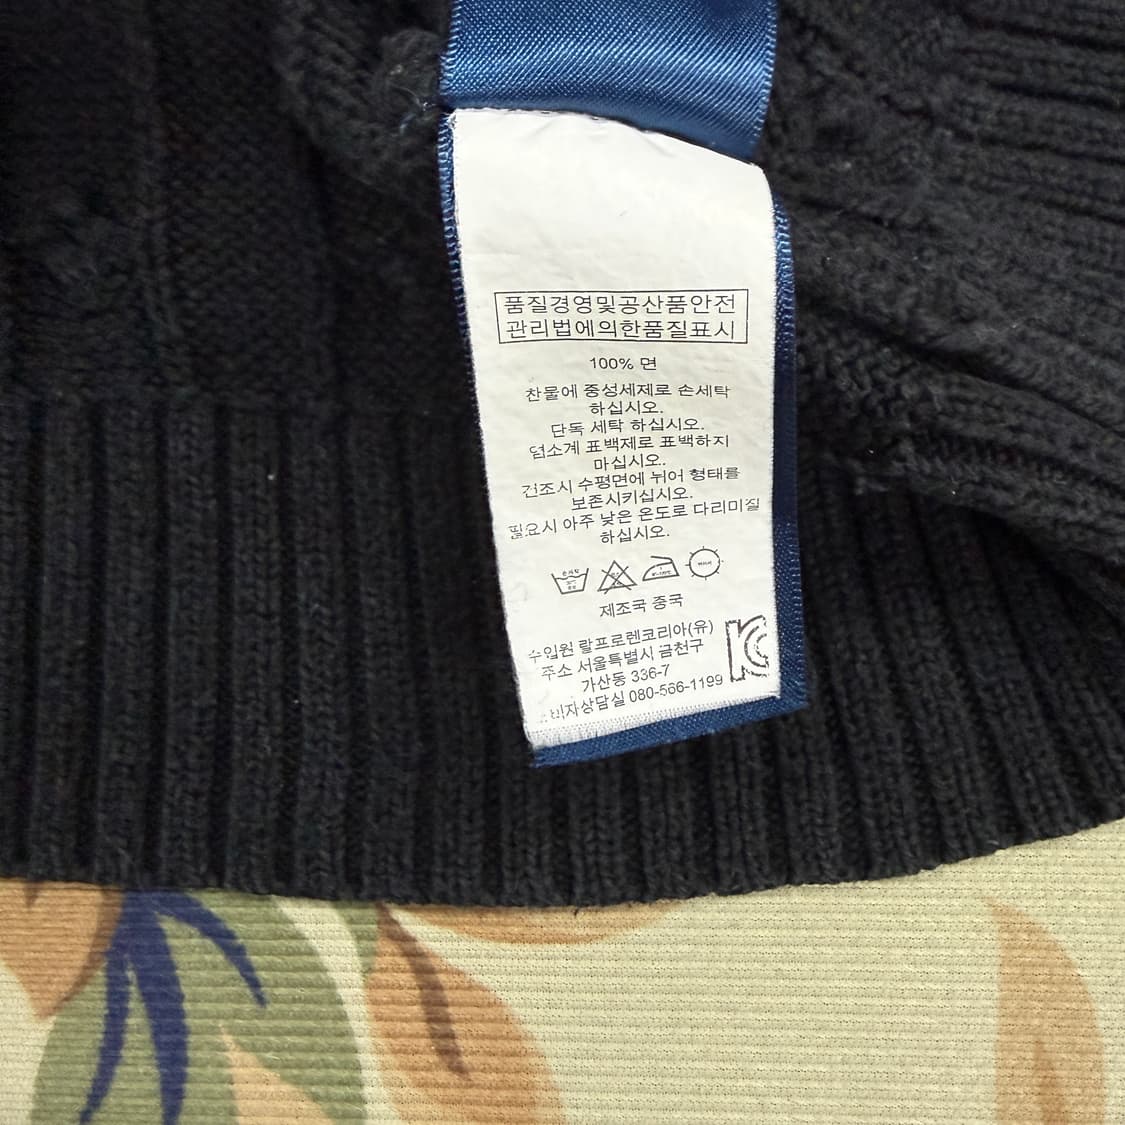 품질경영및공산품안전
관리법에의한품질표시
100% 면
찬물에 중성세제로 손세탁
하십시오.
단독 세탁 하십시오.
염소계 표백제로 표백하지
마십시오.
건조시 수평면에 뉘어 형태를
보존시키십시오.
필요시 아주 낮은 온도로 다리미질
하십시오.
제조국 중국
수입원 랄프로렌코리아(유)
주소 서울특별시 금천구
가산동 336-7
080-566-1199